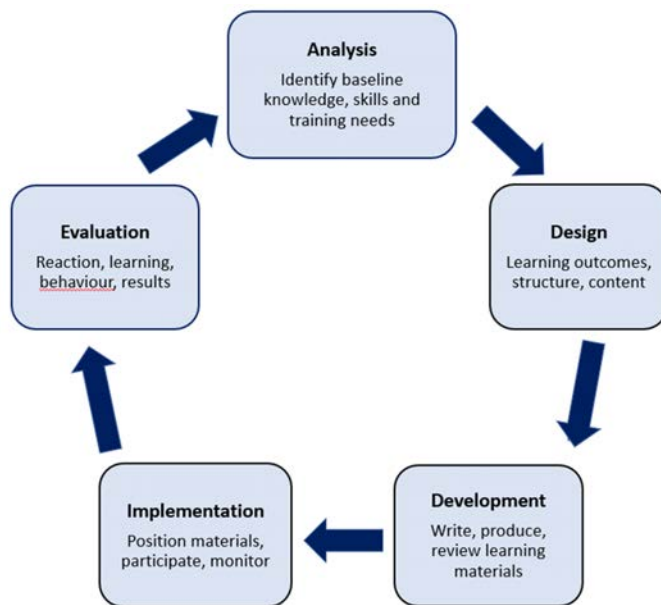 Analysis
Identify baseline
knowledge, skills and
training needs
Design
Learning outcomes,
structure, content
Development
Write, produce,
review learning
materials
Implementation
Position materials,
participate, monitor
Evaluation
Reaction, learning,
behaviour, results